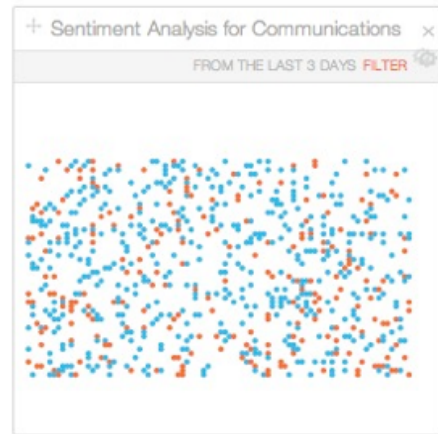 Sentiment Analysis for Communications
FROM THE LAST 3 DAYS FILTER